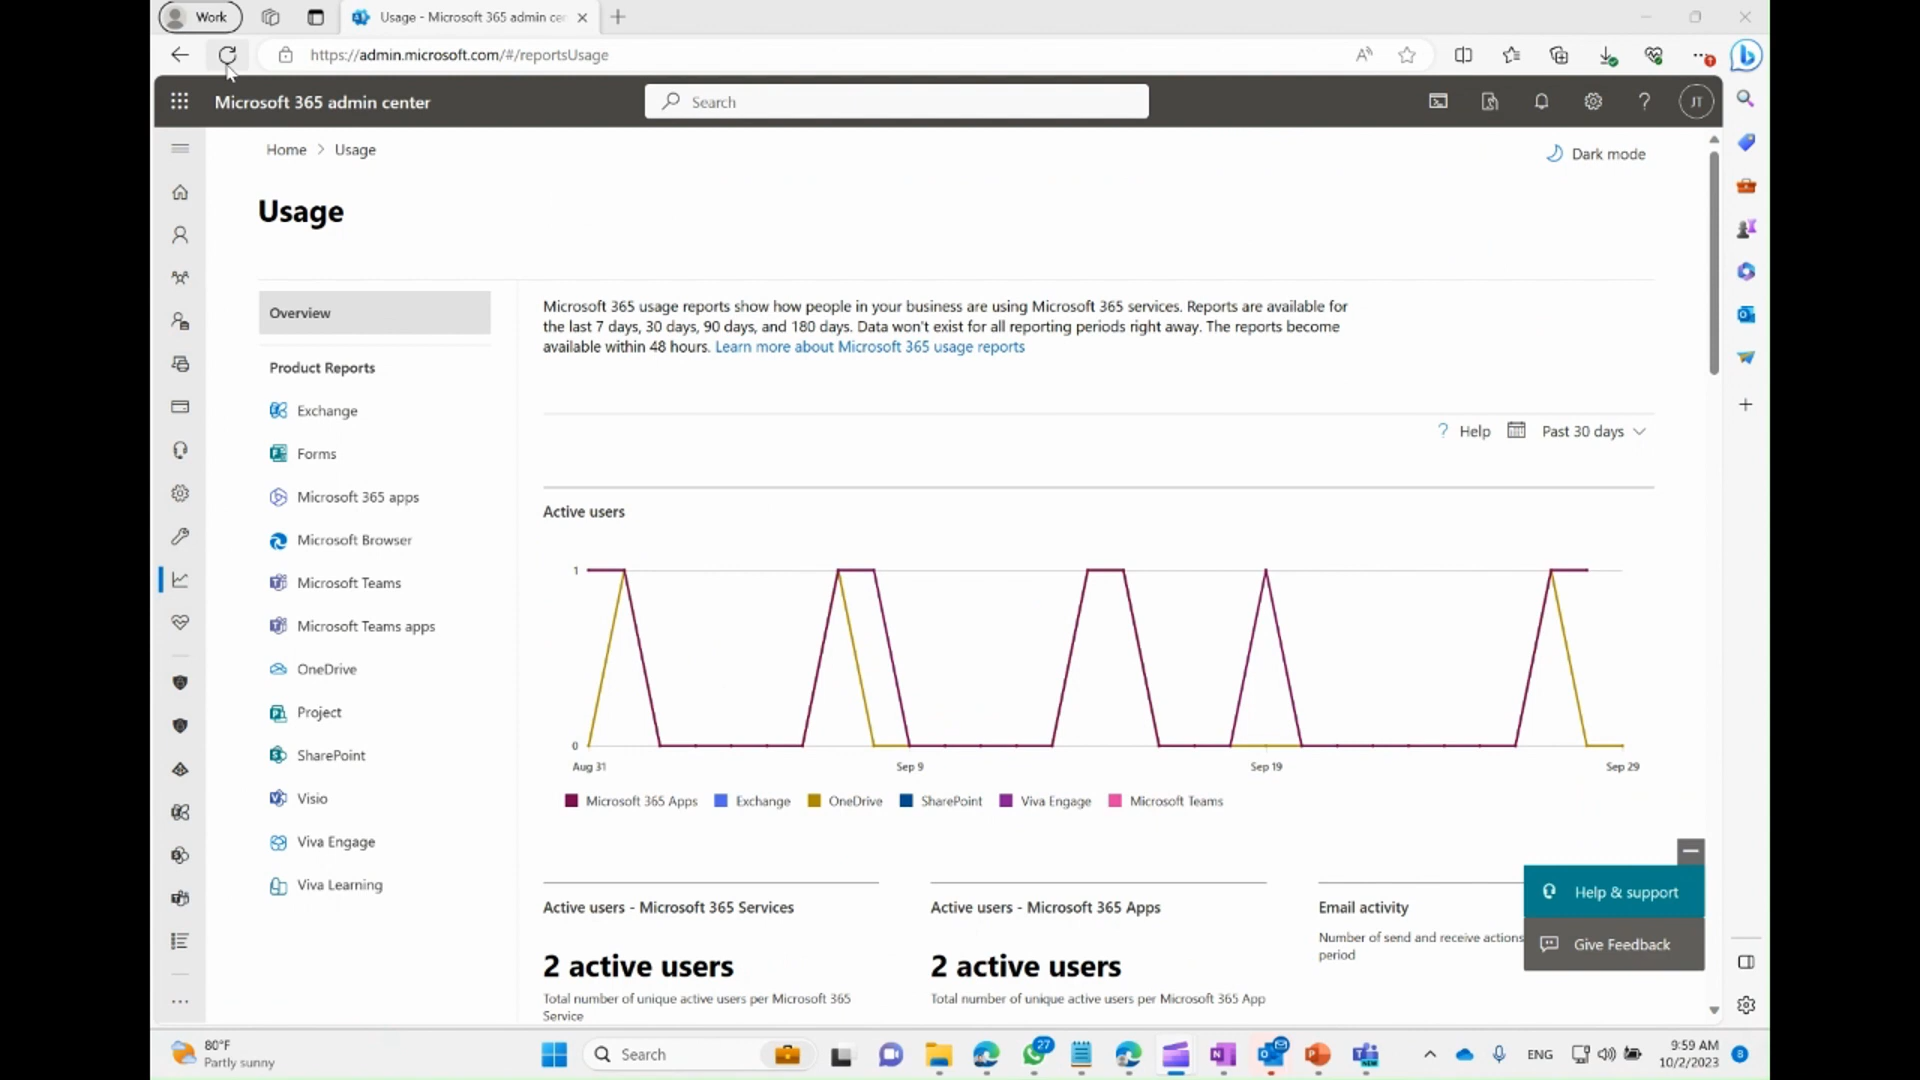 Work
Usage - Microsoft 365 admin ce
https://admin.microsoft.com/#/reportsUsage
Microsoft 365 admin center
Search
JT
Home > Usage
Dark mode
Usage
Overview
Product Reports
Exchange
Forms
Microsoft 365 apps
Microsoft Browser
Microsoft Teams
Microsoft Teams apps
OneDrive
Project
SharePoint
Visio
Viva Engage
Viva Learning
Microsoft 365 usage reports show how people in your business are using Microsoft 365 services. Reports are available for
the last 7 days, 30 days, 90 days, and 180 days. Data won't exist for all reporting periods right away. The reports become
available within 48 hours. Learn more about Microsoft 365 usage reports
? Help
Past 30 days
Active users
1
0
Aug 31
Sep 9
Sep 19
Sep 29
Microsoft 365 Apps
Exchange
OneDrive
SharePoint
Viva Engage
Microsoft Teams
Active users - Microsoft 365 Services
2 active users
Total number of unique active users per Microsoft 365
Service
Active users - Microsoft 365 Apps
2 active users
Total number of unique active users per Microsoft 365 App
Email activity
Number of send and receive actions
period
Help & support
Give Feedback
80°F
Partly sunny
Search
27
NEW
ENG
9:59 AM
10/2/2023
8